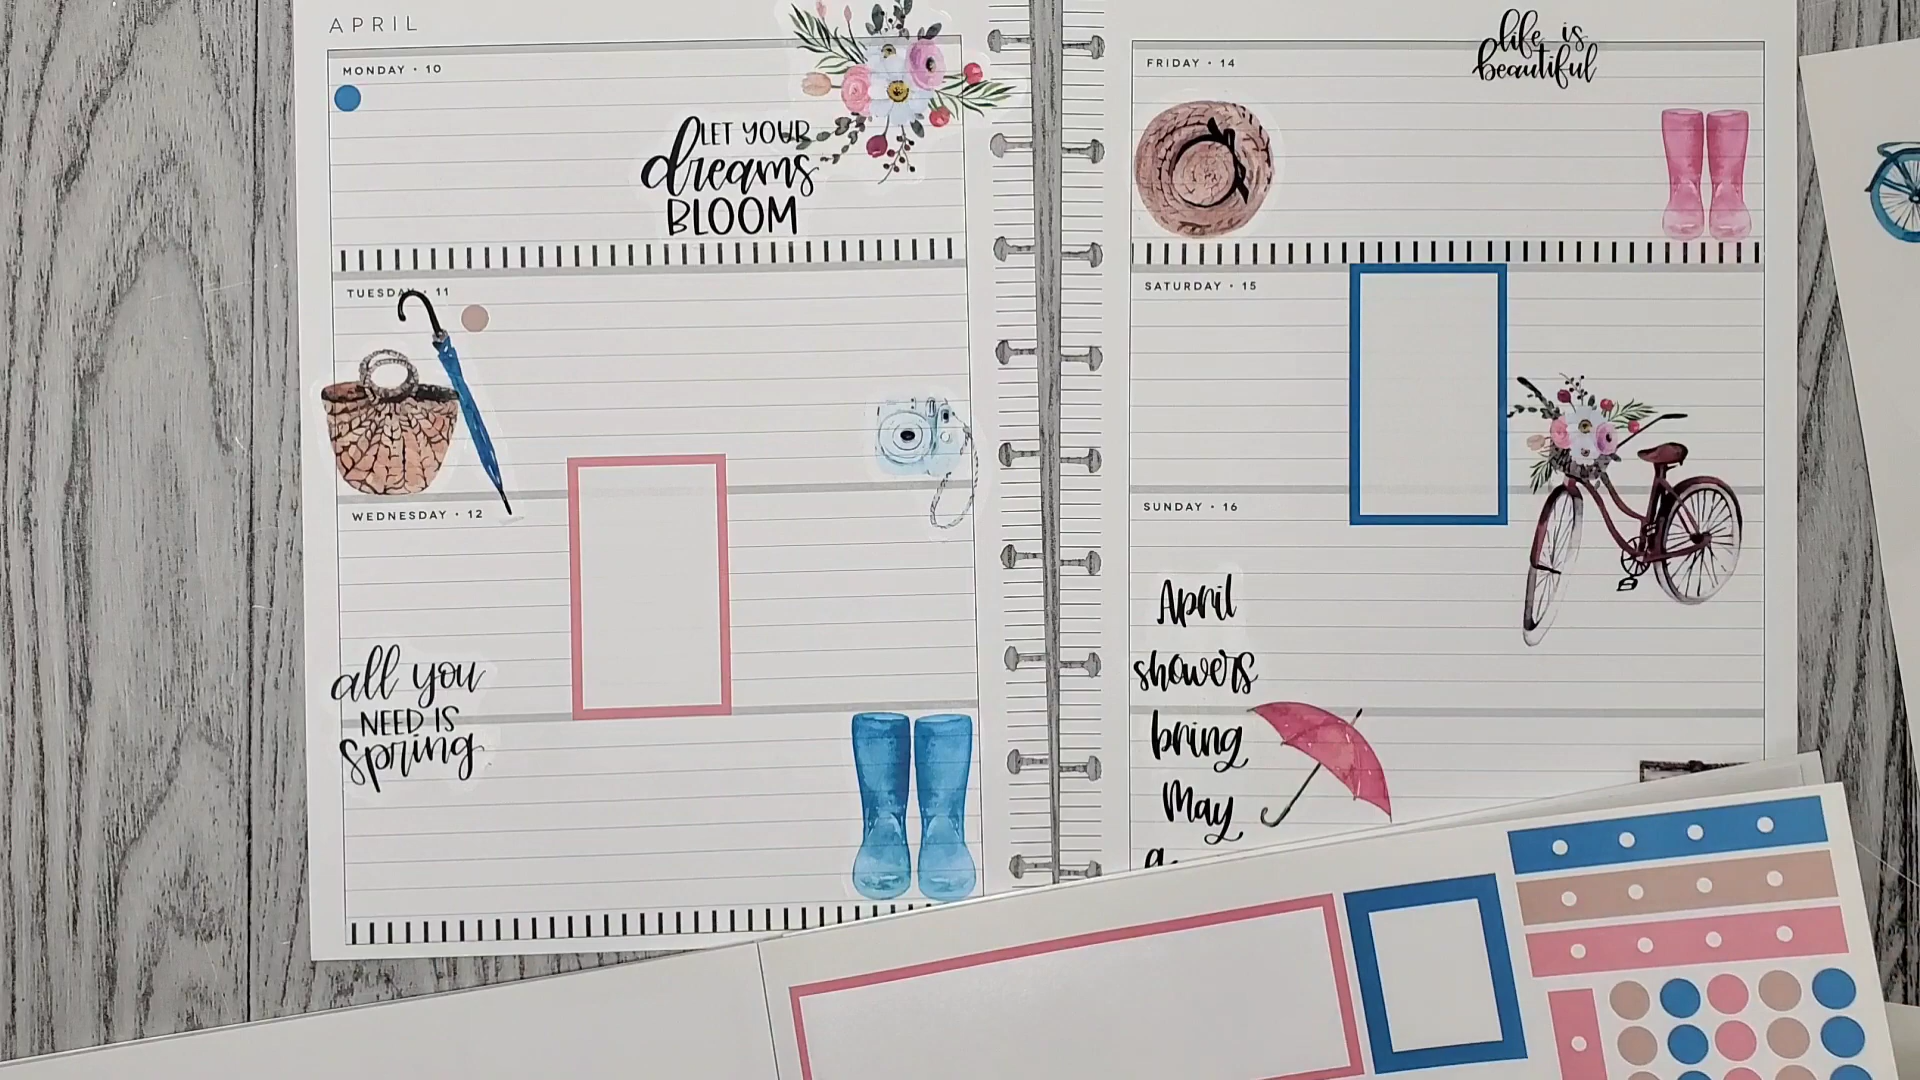 APRIL
MONDAY · 10
LET YOUR
dreams
BLOOM
TUESDAY · 11
WEDNESDAY · 12
all you
NEED IS
spring
life is
beautiful
FRIDAY · 14
SATURDAY · 15
SUNDAY · 16
April
showers
bring
May